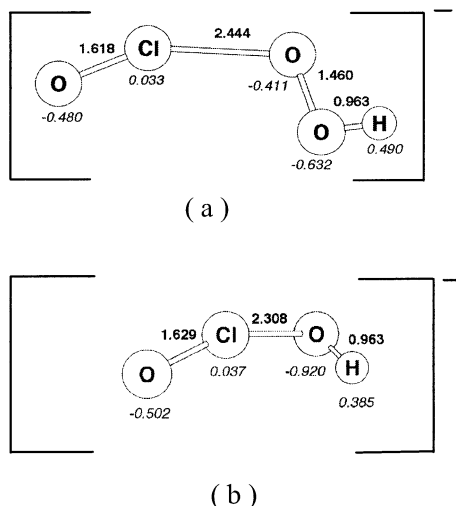 1.618 Cl 2.444 O −
O 0.033 -0.411 1.460 0.963
-0.480 O H
-0.632 0.490
( a )
−
1.629 Cl 2.308 O 0.963
O 0.037 -0.920 H
-0.502 0.385
( b )